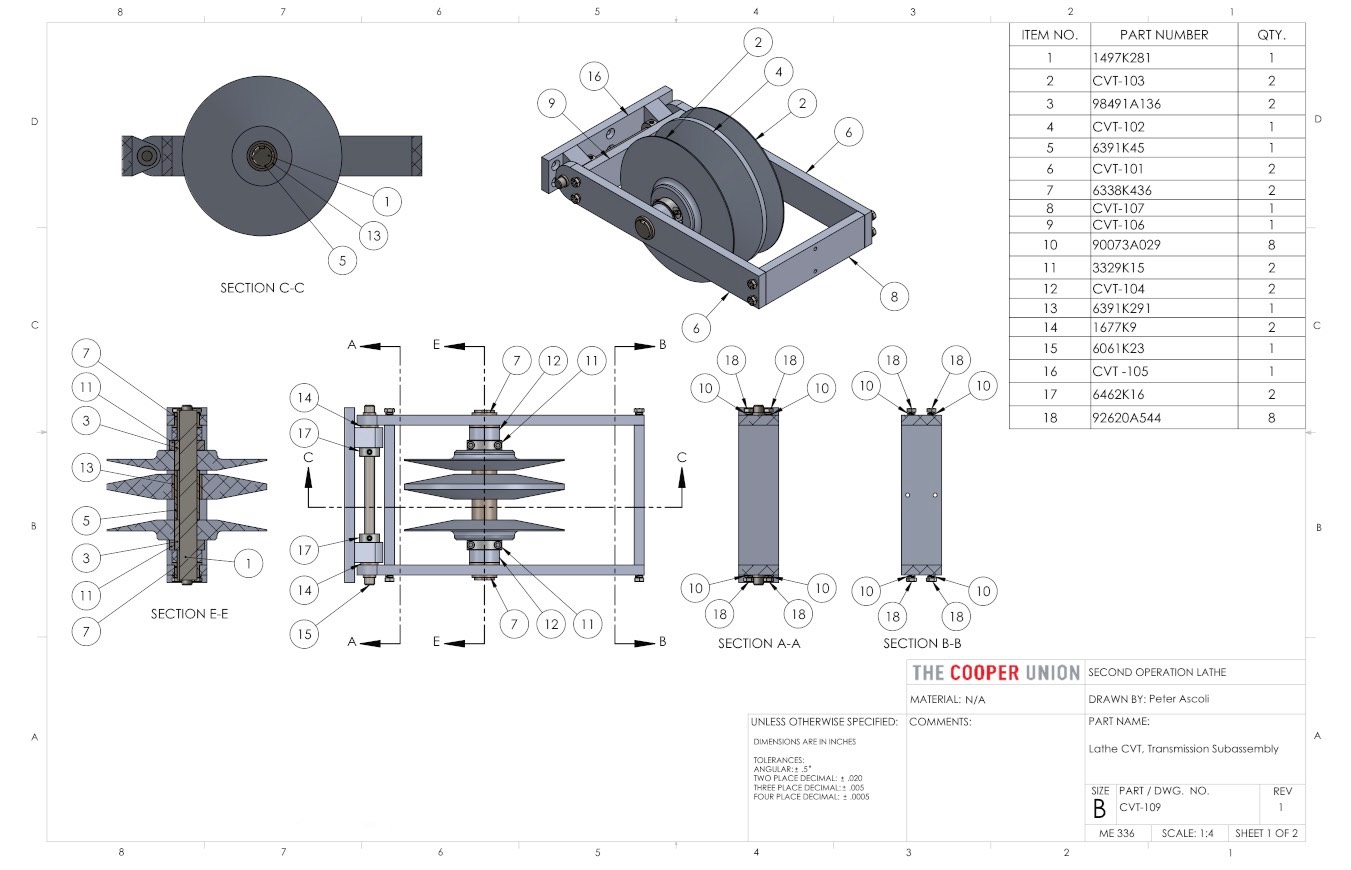 8 7 6 5 4 3 2 1
D
C
B
A
D
C
B
A
8 7 6 5 4 3 2 1
ITEM NO. PART NUMBER QTY.
1 1497K281 1
2 CVT-103 2
3 98491A136 2
4 CVT-102 1
5 6391K45 1
6 CVT-101 2
7 6338K436 2
8 CVT-107 1
9 CVT-106 1
10 90073A029 8
11 3329K15 2
12 CVT-104 2
13 6391K291 1
14 1677K9 2
15 6061K23 1
16 CVT -105 1
17 6462K16 2
18 92620A544 8
1
13
5
SECTION C-C
2
4
2
16
9
6
8
6
7
11
3
13
5
3
11
7
1
SECTION E-E
A E B
7 12 11
14
17
C C
17
14
15
7 12 11
A E B
18 18
10 10
10 10
18 18
SECTION A-A
18 18
10 10
10 10
18 18
SECTION B-B
THE COOPER UNION
SECOND OPERATION LATHE
MATERIAL: N/A
DRAWN BY: Peter Ascoli
UNLESS OTHERWISE SPECIFIED:
DIMENSIONS ARE IN INCHES
TOLERANCES:
ANGULAR: ± .5°
TWO PLACE DECIMAL: ± .020
THREE PLACE DECIMAL: ± .005
FOUR PLACE DECIMAL: ± .0005
COMMENTS:
PART NAME:
Lathe CVT, Transmission Subassembly
SIZE
B
PART / DWG. NO.
CVT-109
REV
1
ME 336
SCALE: 1:4
SHEET 1 OF 2